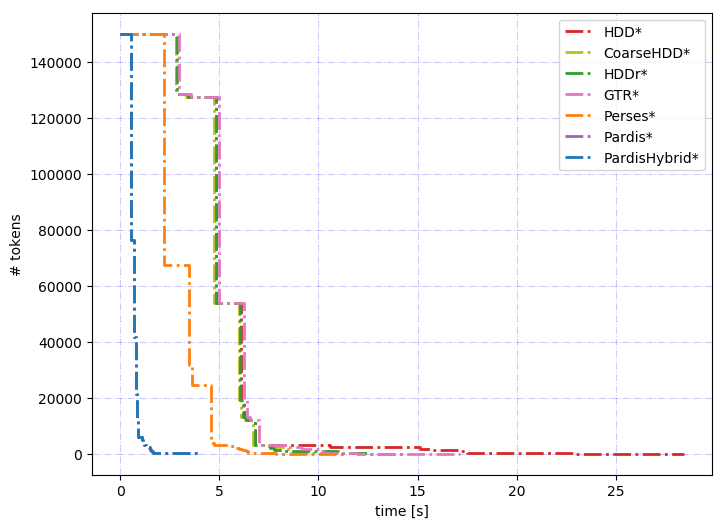 HDD*
CoarseHDD*
HDDr*
GTR*
Perses*
Pardis*
PardisHybrid*
# tokens
140000
120000
100000
80000
60000
40000
20000
0
0 5 10 15 20 25
time [s]